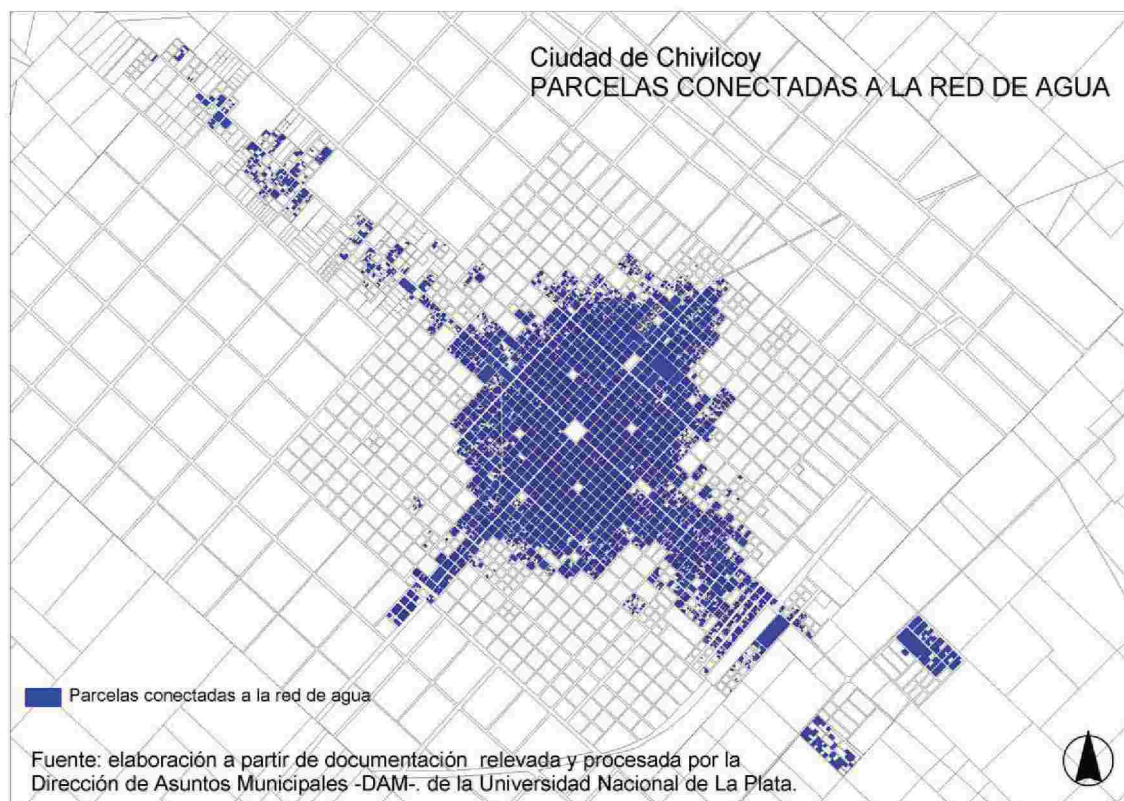 Ciudad de Chivilcoy
PARCELAS CONECTADAS A LA RED DE AGUA
Parcelas conectadas a la red de agua
Fuente: elaboración a partir de documentación relevada y procesada por la
Dirección de Asuntos Municipales -DAM-. de la Universidad Nacional de La Plata.